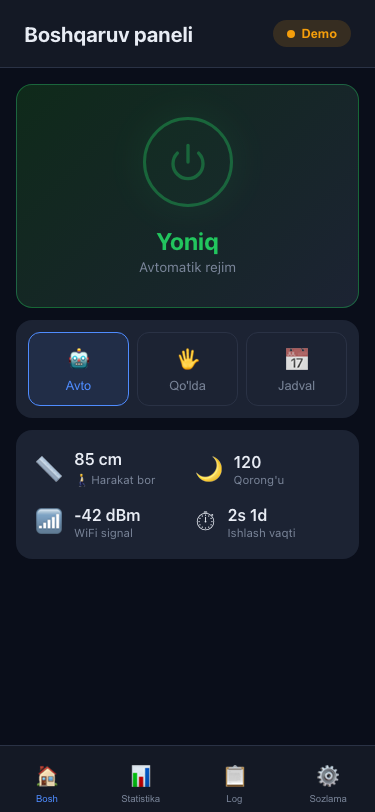 Boshqaruv paneli
Demo
Yoniq
Avtomatik rejim
Avto
Qo'lda
Jadval
85 cm
Harakat bor
120
Qorong'u
-42 dBm
WiFi signal
2s 1d
Ishlash vaqti
Bosh
Statistika
Log
Sozlama